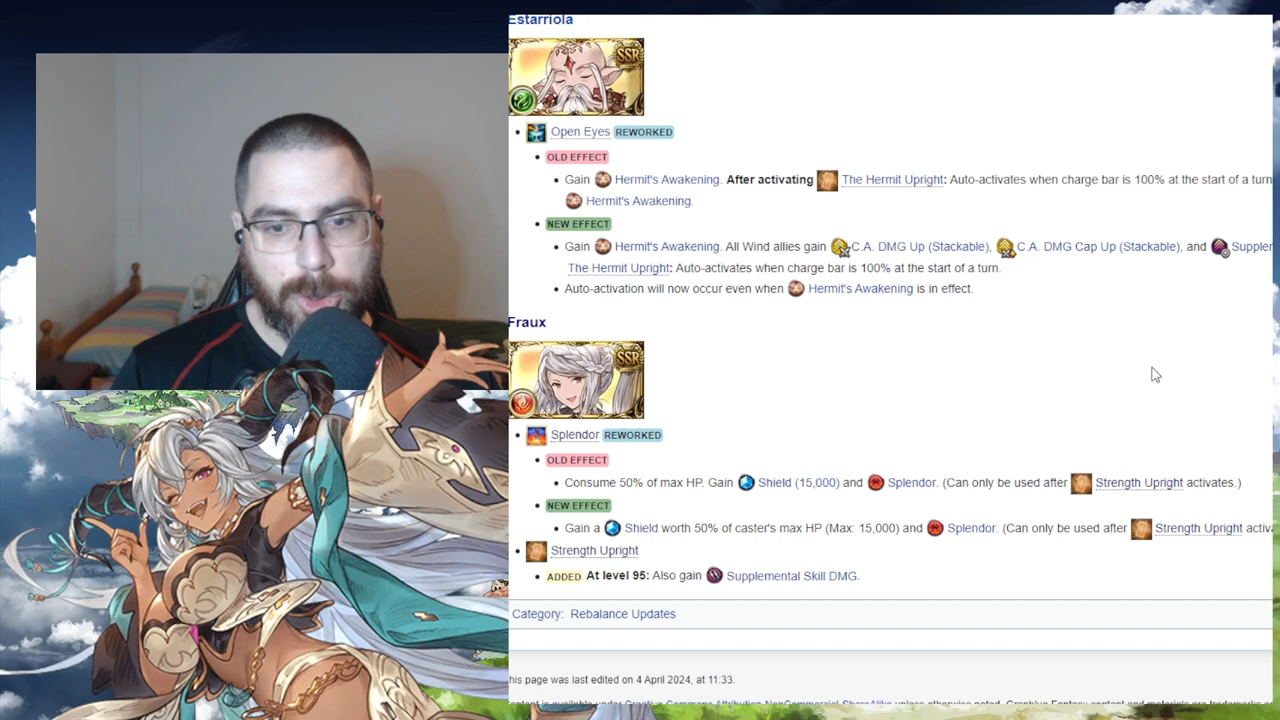 Estarriola
SSR
Open Eyes REWORKED
OLD EFFECT
Gain Hermit's Awakening. After activating The Hermit Upright: Auto-activates when charge bar is 100% at the start of a turn
Hermit's Awakening.
NEW EFFECT
Gain Hermit's Awakening. All Wind allies gain C.A. DMG Up (Stackable), C.A. DMG Cap Up (Stackable), and Supplem
The Hermit Upright: Auto-activates when charge bar is 100% at the start of a turn.
Auto-activation will now occur even when Hermit's Awakening is in effect.
Fraux
SSR
Splendor REWORKED
OLD EFFECT
Consume 50% of max HP. Gain Shield (15,000) and Splendor. (Can only be used after Strength Upright activates.)
NEW EFFECT
Gain a Shield worth 50% of caster's max HP (Max: 15,000) and Splendor. (Can only be used after Strength Upright activa
Strength Upright
ADDED At level 95: Also gain Supplemental Skill DMG.
Category: Rebalance Updates
his page was last edited on 4 April 2024, at 11:33.